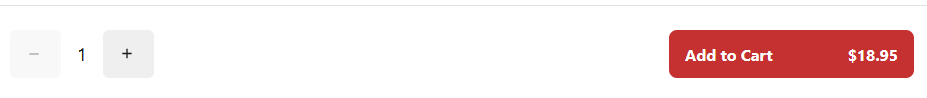 − 1 + Add to Cart $18.95